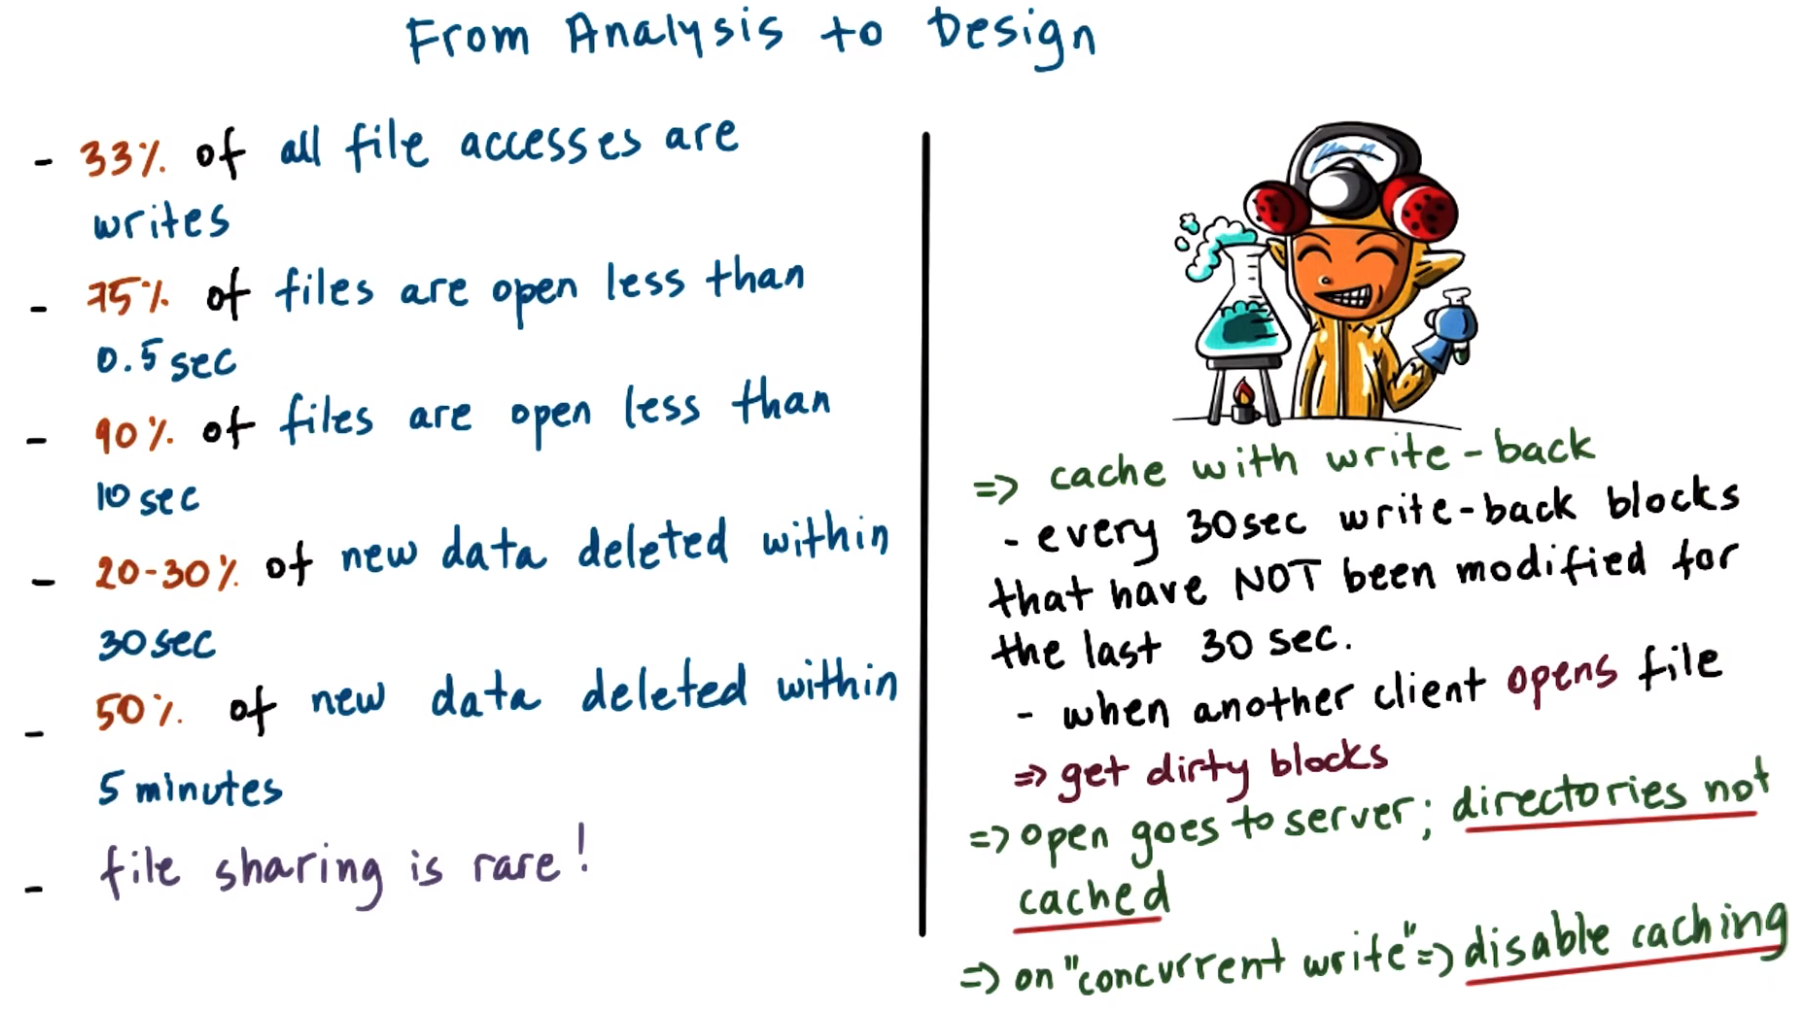 From Analysis to Design
- 33% of all file accesses are
writes
- 75% of files are open less than
0.5 sec
- 90% of files are open less than
10 sec
- 20-30% of new data deleted within
30 sec
- 50% of new data deleted within
5 minutes
- file sharing is rare!
=> cache with write-back
- every 30sec write-back blocks
that have NOT been modified for
the last 30 sec.
- when another client opens file
=> get dirty blocks
=> open goes to server; directories not
cached
=> on "concurrent write" => disable caching